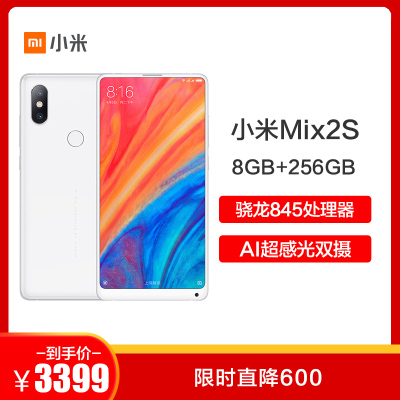 mi 小米
8:16
小米Mix2S
8GB+256GB
骁龙845处理器
AI超感光双摄
到手价
¥3399
限时直降600